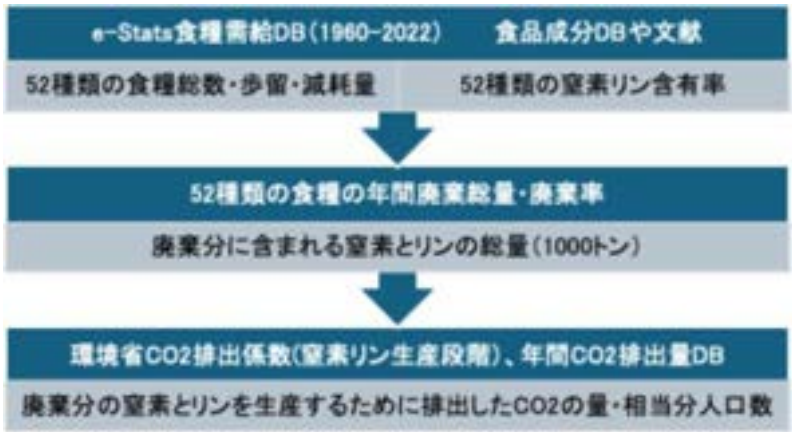 e-Stats食糧需給DB(1960-2022) 食品成分DBや文献
52種類の食糧総数・歩留・減耗量 52種類の窒素リン含有率
52種類の食糧の年間廃棄総量・廃棄率
廃棄分に含まれる窒素とリンの総量(1000トン)
環境省CO2排出係数(窒素リン生産段階)、年間CO2排出量DB
廃棄分の窒素とリンを生産するために排出したCO2の量・相当分人口数